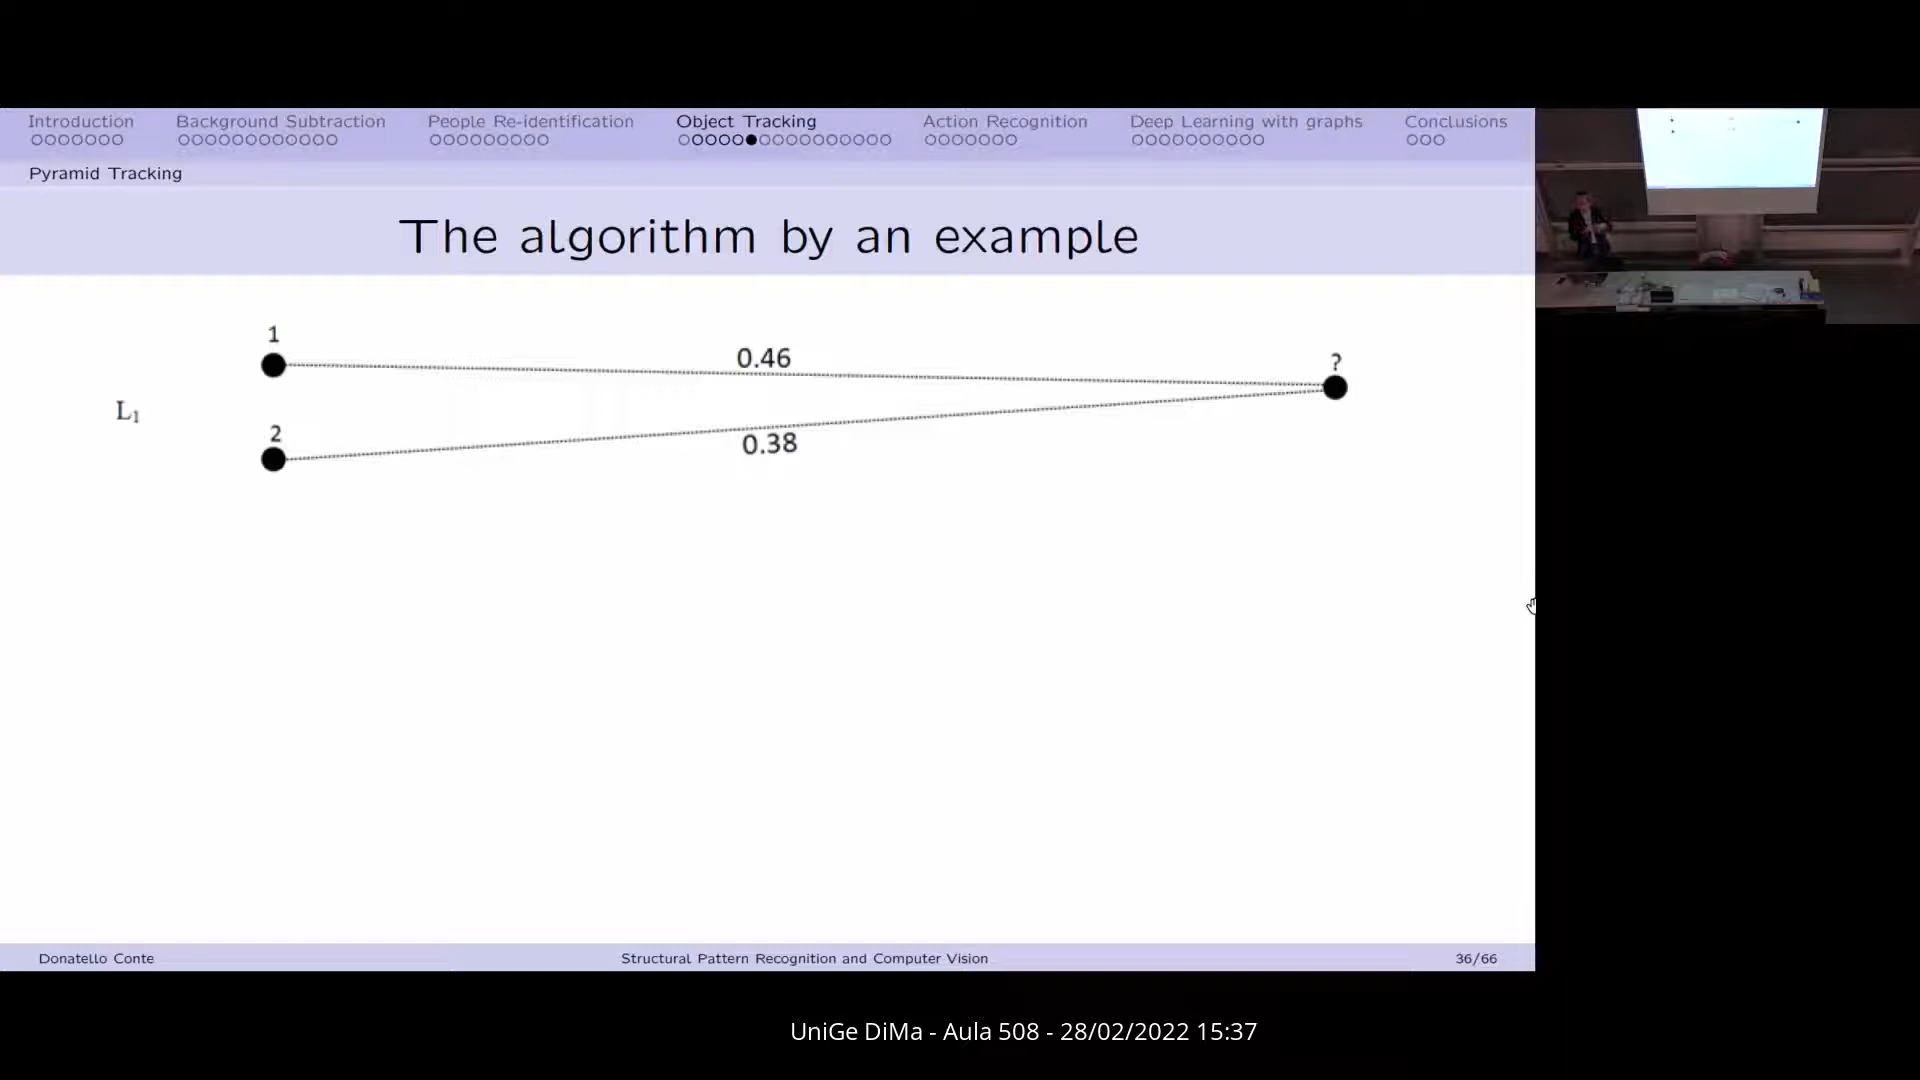 Introduction Background Subtraction People Re-identification Object Tracking Action Recognition Deep Learning with graphs Conclusions
Pyramid Tracking
The algorithm by an example
1
0.46
?
L₁
2
0.38
Donatello Conte Structural Pattern Recognition and Computer Vision 36/66
UniGe DiMa - Aula 508 - 28/02/2022 15:37